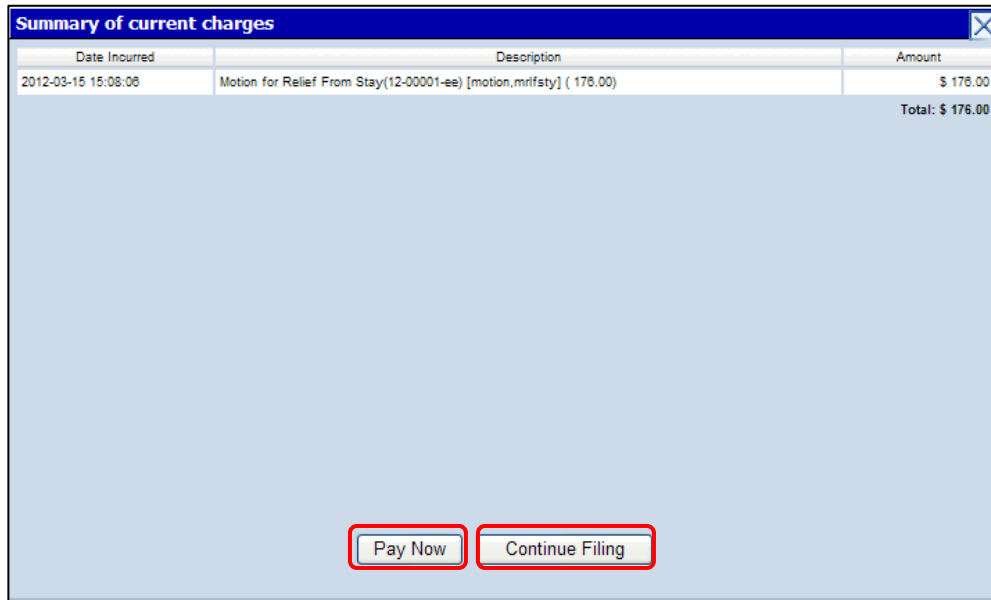 Summary of current charges
Date Incurred Description Amount
2012-03-15 15:08:06 Motion for Relief From Stay(12-00001-ee) [motion,mrlfsty] ( 176.00) $ 176.00
Total: $ 176.00
Pay Now Continue Filing